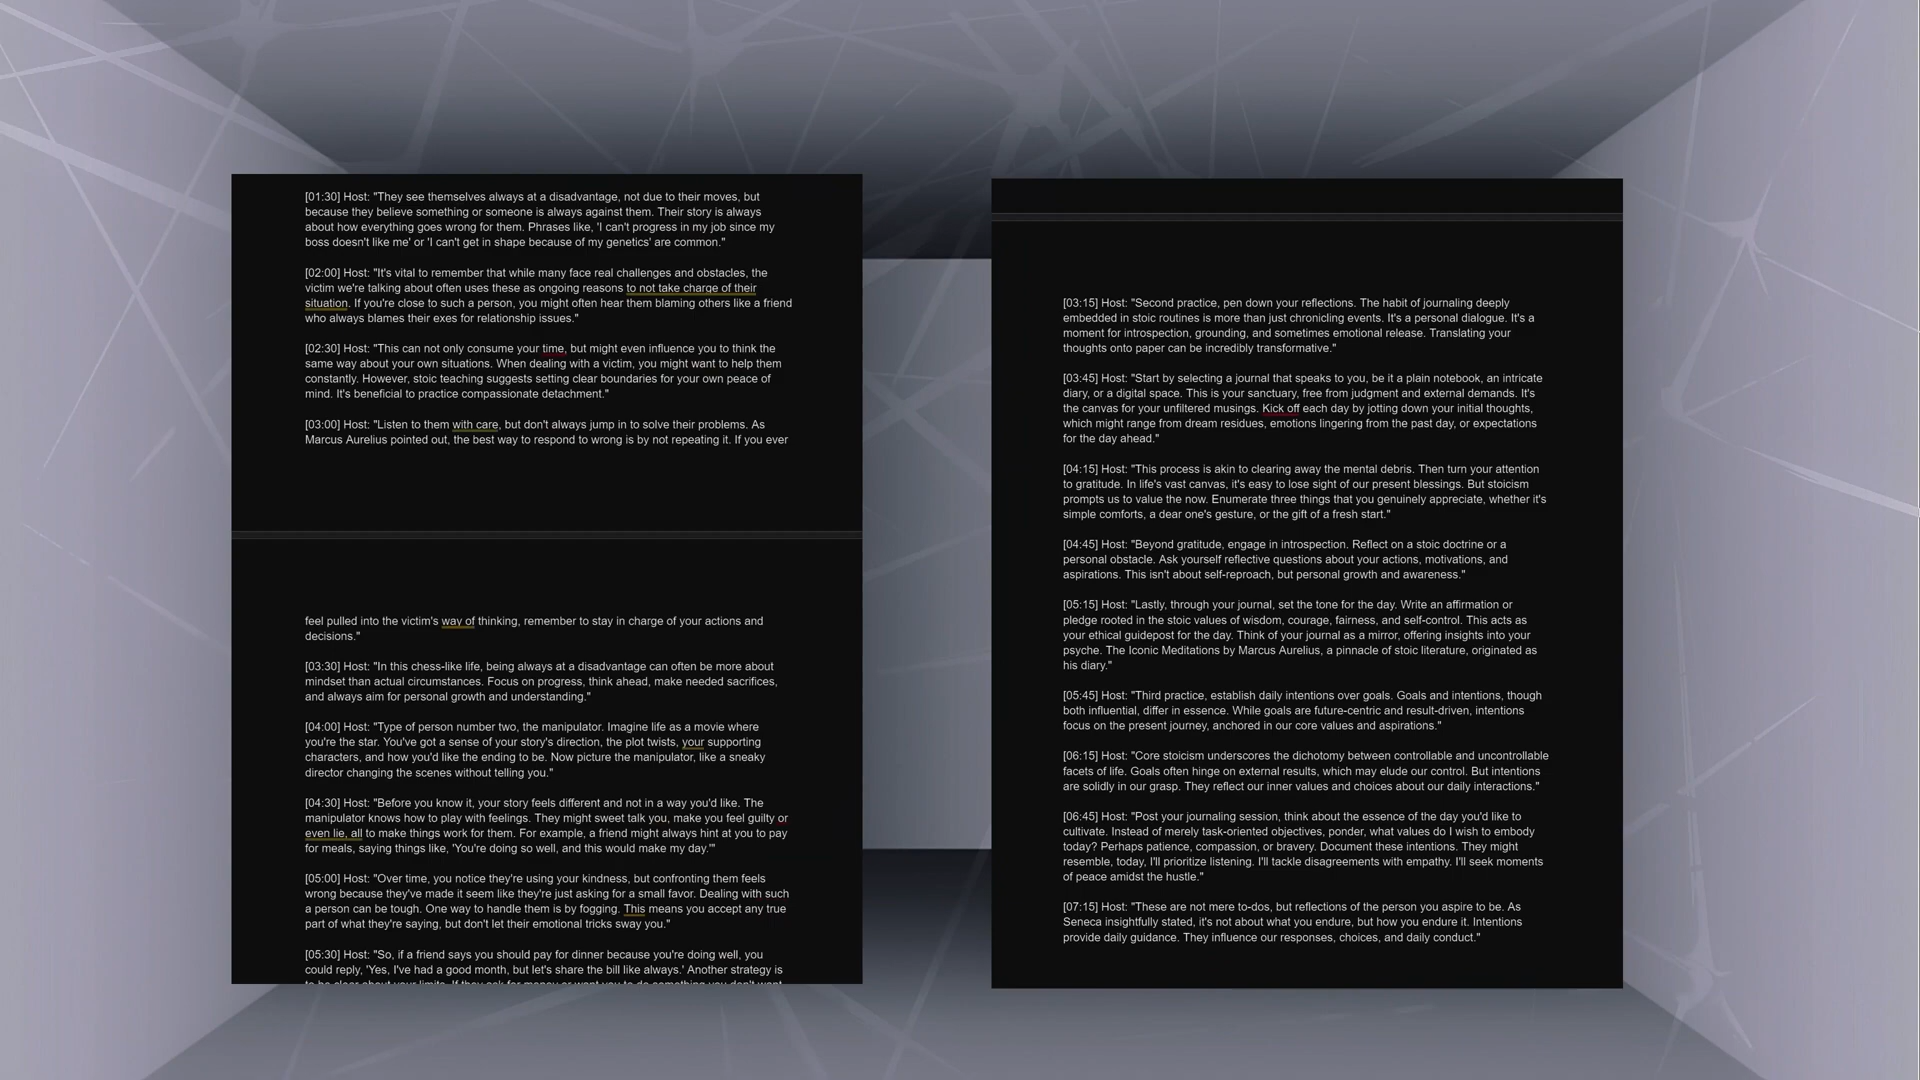 [01:30] Host: "They see themselves always at a disadvantage, not due to their moves, but
because they believe something or someone is always against them. Their story is always
about how everything goes wrong for them. Phrases like, 'I can't progress in my job since my
boss doesn't like me' or 'I can't get in shape because of my genetics' are common."
[02:00] Host: "It's vital to remember that while many face real challenges and obstacles, the
victim we're talking about often uses these as ongoing reasons to not take charge of their
situation. If you're close to such a person, you might often hear them blaming others like a friend
who always blames their exes for relationship issues."
[02:30] Host: "This can not only consume your time, but might even influence you to think the
same way about your own situations. When dealing with a victim, you might want to help them
constantly. However, stoic teaching suggests setting clear boundaries for your own peace of
mind. It's beneficial to practice compassionate detachment."
[03:00] Host: "Listen to them with care, but don't always jump in to solve their problems. As
Marcus Aurelius pointed out, the best way to respond to wrong is by not repeating it. If you ever
feel pulled into the victim's way of thinking, remember to stay in charge of your actions and
decisions."
[03:30] Host: "In this chess-like life, being always at a disadvantage can often be more about
mindset than actual circumstances. Focus on progress, think ahead, make needed sacrifices,
and always aim for personal growth and understanding."
[04:00] Host: "Type of person number two, the manipulator. Imagine life as a movie where
you're the star. You've got a sense of your story's direction, the plot twists, your supporting
characters, and how you'd like the ending to be. Now picture the manipulator, like a sneaky
director changing the scenes without telling you."
[04:30] Host: "Before you know it, your story feels different and not in a way you'd like. The
manipulator knows how to play with feelings. They might sweet talk you, make you feel guilty or
even lie, all to make things work for them. For example, a friend might always hint at you to pay
for meals, saying things like, 'You're doing so well, and this would make my day.'"
[05:00] Host: "Over time, you notice they're using your kindness, but confronting them feels
wrong because they've made it seem like they're just asking for a small favor. Dealing with such
a person can be tough. One way to handle them is by fogging. This means you accept any true
part of what they're saying, but don't let their emotional tricks sway you."
[05:30] Host: "So, if a friend says you should pay for dinner because you're doing well, you
could reply, 'Yes, I've had a good month, but let's share the bill like always.' Another strategy is
to be clear about your limits. If they ask for money or want you to do something you don't want
[03:15] Host: "Second practice, pen down your reflections. The habit of journaling deeply
embedded in stoic routines is more than just chronicling events. It's a personal dialogue. It's a
moment for introspection, grounding, and sometimes emotional release. Translating your
thoughts onto paper can be incredibly transformative."
[03:45] Host: "Start by selecting a journal that speaks to you, be it a plain notebook, an intricate
diary, or a digital space. This is your sanctuary, free from judgment and external demands. It's
the canvas for your unfiltered musings. Kick off each day by jotting down your initial thoughts,
which might range from dream residues, emotions lingering from the past day, or expectations
for the day ahead."
[04:15] Host: "This process is akin to clearing away the mental debris. Then turn your attention
to gratitude. In life's vast canvas, it's easy to lose sight of our present blessings. But stoicism
prompts us to value the now. Enumerate three things that you genuinely appreciate, whether it's
simple comforts, a dear one's gesture, or the gift of a fresh start."
[04:45] Host: "Beyond gratitude, engage in introspection. Reflect on a stoic doctrine or a
personal obstacle. Ask yourself reflective questions about your actions, motivations, and
aspirations. This isn't about self-reproach, but personal growth and awareness."
[05:15] Host: "Lastly, through your journal, set the tone for the day. Write an affirmation or
pledge rooted in the stoic values of wisdom, courage, fairness, and self-control. This acts as
your ethical guidepost for the day. Think of your journal as a mirror, offering insights into your
psyche. The Iconic Meditations by Marcus Aurelius, a pinnacle of stoic literature, originated as
his diary."
[05:45] Host: "Third practice, establish daily intentions over goals. Goals and intentions, though
both influential, differ in essence. While goals are future-centric and result-driven, intentions
focus on the present journey, anchored in our core values and aspirations."
[06:15] Host: "Core stoicism underscores the dichotomy between controllable and uncontrollable
facets of life. Goals often hinge on external results, which may elude our control. But intentions
are solidly in our grasp. They reflect our inner values and choices about our daily interactions."
[06:45] Host: "Post your journaling session, think about the essence of the day you'd like to
cultivate. Instead of merely task-oriented objectives, ponder, what values do I wish to embody
today? Perhaps patience, compassion, or bravery. Document these intentions. They might
resemble, today, I'll prioritize listening. I'll tackle disagreements with empathy. I'll seek moments
of peace amidst the hustle."
[07:15] Host: "These are not mere to-dos, but reflections of the person you aspire to be. As
Seneca insightfully stated, it's not about what you endure, but how you endure it. Intentions
provide daily guidance. They influence our responses, choices, and daily conduct."